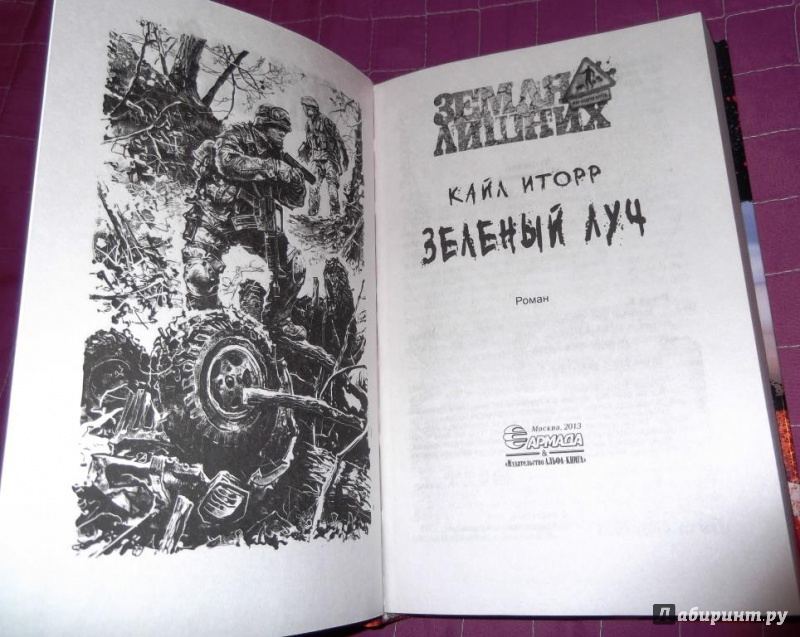 ЗЕМЛЯ
ЛИШНИХ
КАЙЛ ИТОРР
ЗЕЛЕНЫЙ ЛУЧ
Роман
Москва, 2013
АРМАДА
&
«Издательство АЛЬФА-КНИГА»
Лабиринт.ру